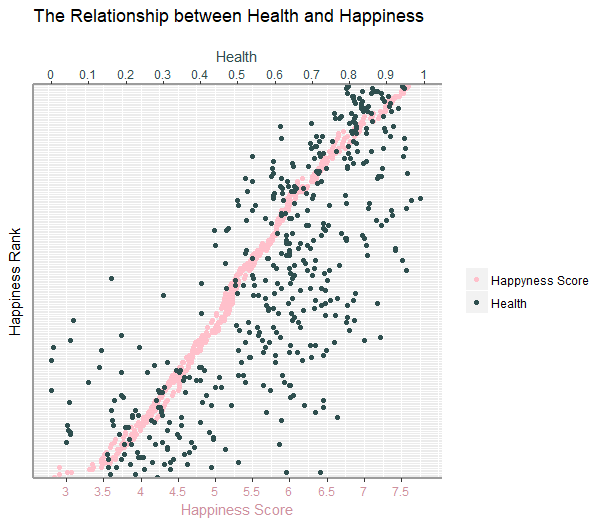 The Relationship between Health and Happiness
Health
0 0.1 0.2 0.3 0.4 0.5 0.6 0.7 0.8 0.9 1
Happiness Rank
Happyness Score
Health
3 3.5 4 4.5 5 5.5 6 6.5 7 7.5
Happiness Score